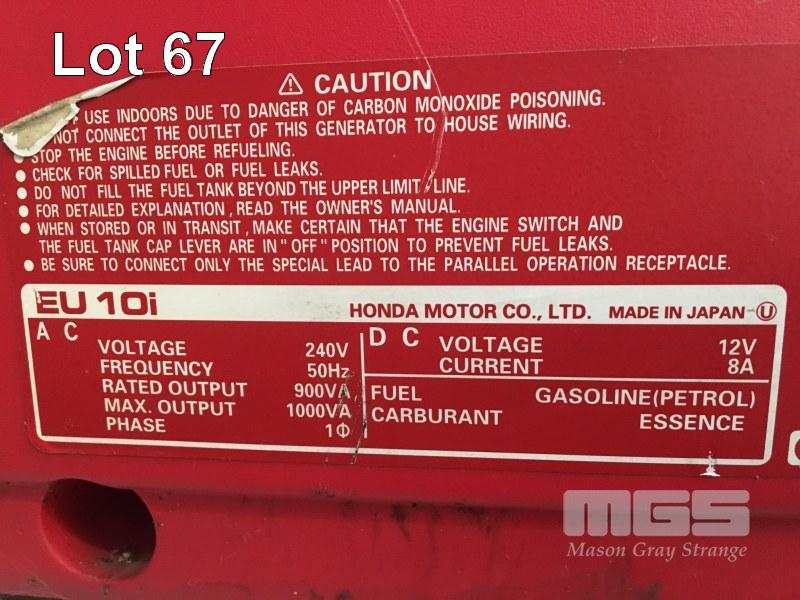 Lot 67
⚠ CAUTION
USE INDOORS DUE TO DANGER OF CARBON MONOXIDE POISONING.
NOT CONNECT THE OUTLET OF THIS GENERATOR TO HOUSE WIRING.
● STOP THE ENGINE BEFORE REFUELING.
● CHECK FOR SPILLED FUEL OR FUEL LEAKS.
● DO NOT FILL THE FUEL TANK BEYOND THE UPPER LIMIT LINE.
● FOR DETAILED EXPLANATION, READ THE OWNER'S MANUAL.
● WHEN STORED OR IN TRANSIT, MAKE CERTAIN THAT THE ENGINE SWITCH AND
THE FUEL TANK CAP LEVER ARE IN "OFF" POSITION TO PREVENT FUEL LEAKS.
● BE SURE TO CONNECT ONLY THE SPECIAL LEAD TO THE PARALLEL OPERATION RECEPTACLE.
EU 10i HONDA MOTOR CO., LTD. MADE IN JAPAN U
A C
VOLTAGE 240V
FREQUENCY 50Hz
RATED OUTPUT 900VA
MAX. OUTPUT 1000VA
PHASE 1Φ
D C VOLTAGE 12V
CURRENT 8A
FUEL GASOLINE(PETROL)
CARBURANT ESSENCE
MGS
Mason Gray Strange